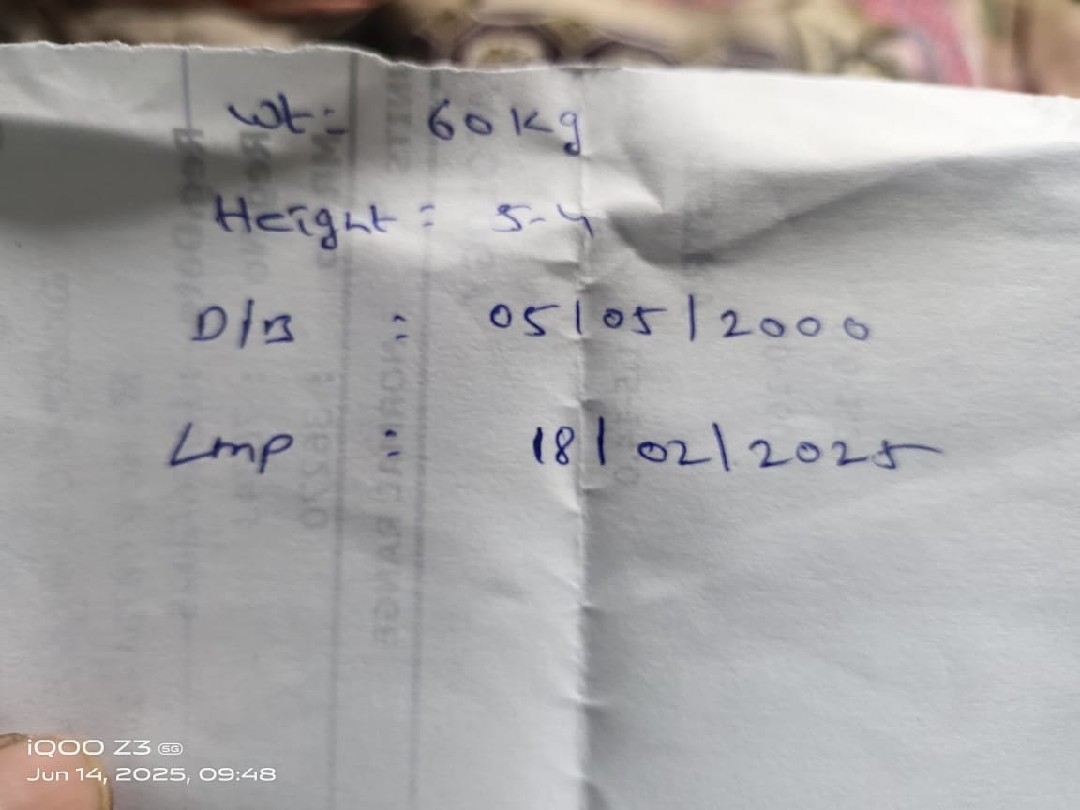 Wt = 60 Kg
Height = 5-4
D/B : 05/05/2000
Lmp : 18/02/2025
iQOO Z3 5G
Jun 14, 2025, 09:48